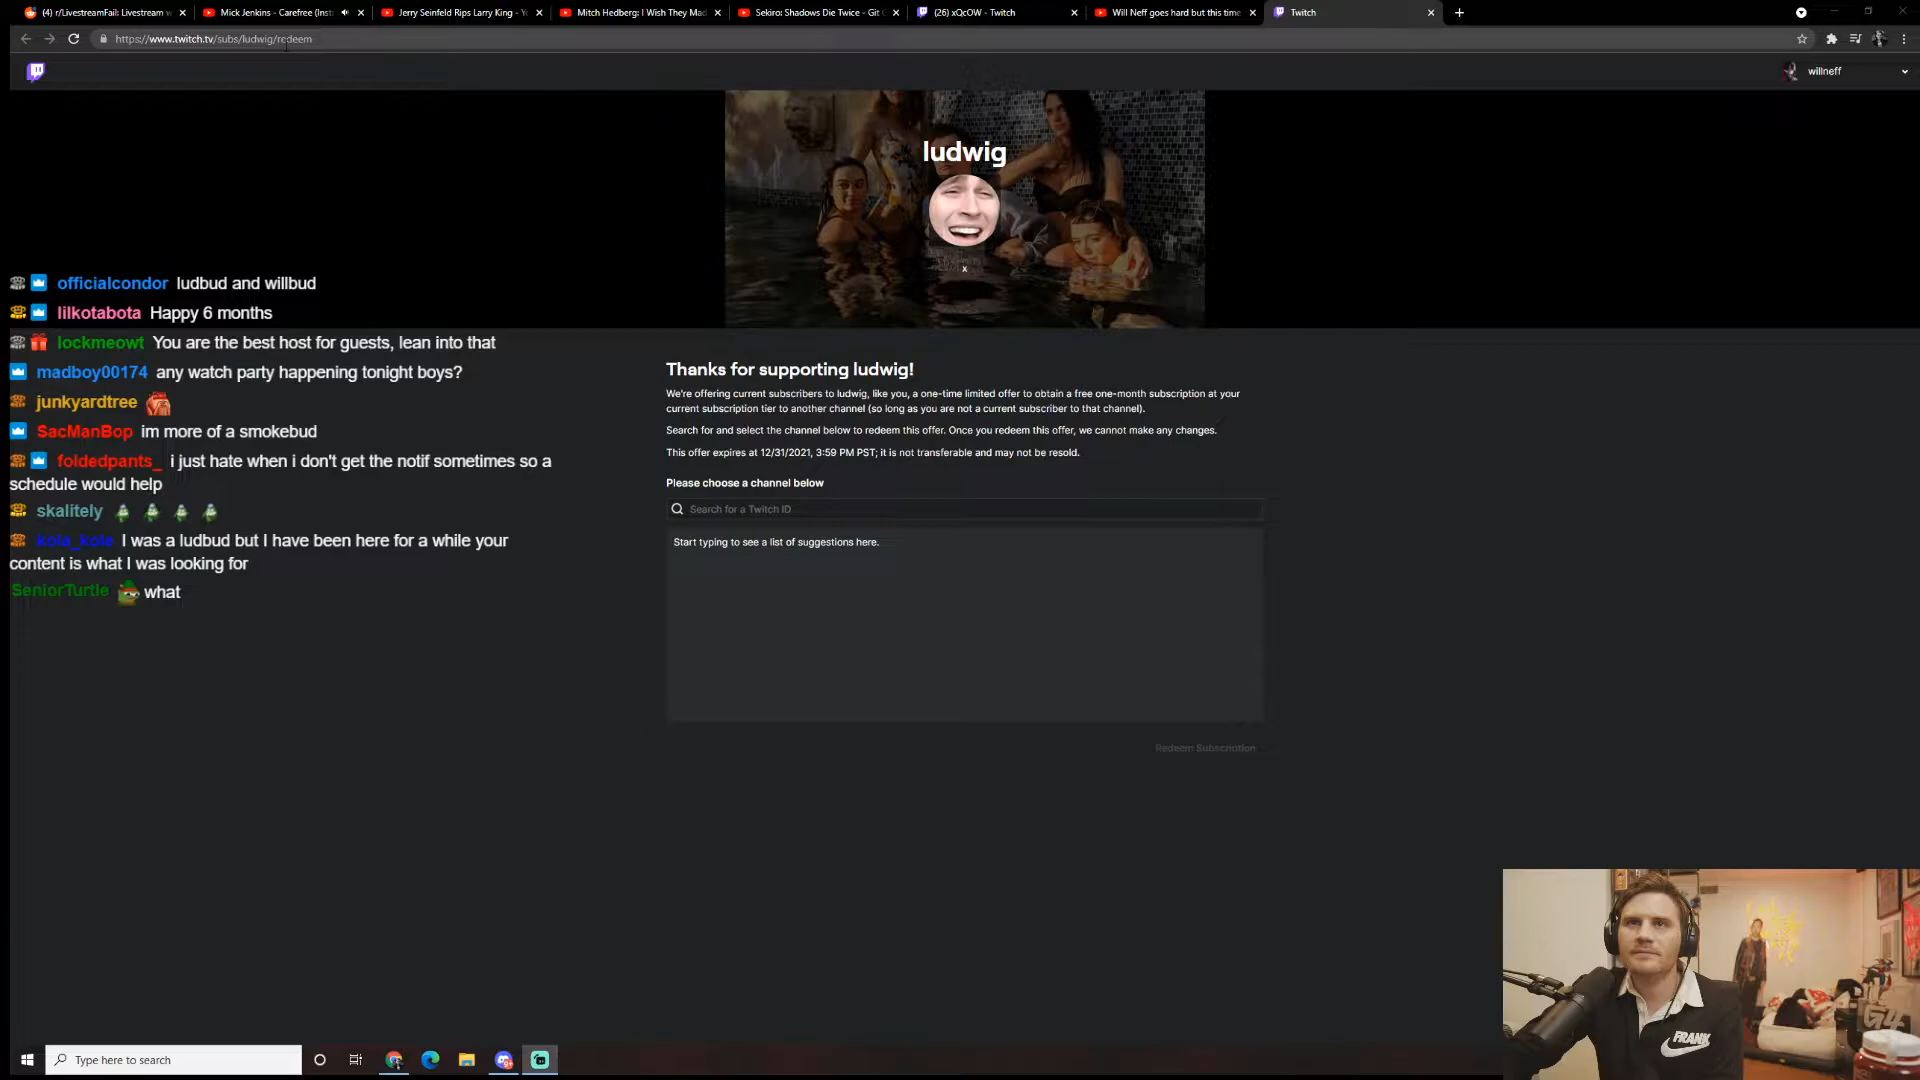 (4) r/LivestreamFail: Livestream w
Mick Jenkins - Carefree (Inst
Jerry Seinfeld Rips Larry King - Y
Mitch Hedberg: I Wish They Mad
Sekiro: Shadows Die Twice - Git
(26) xQcOW - Twitch
Will Neff goes hard but this time
Twitch
https://www.twitch.tv/subs/ludwig/redeem
willneff
ludwig
x
officialcondor ludbud and willbud
lilkotabota Happy 6 months
lockmeowt You are the best host for guests, lean into that
madboy00174 any watch party happening tonight boys?
junkyardtree
SacManBop im more of a smokebud
foldedpants_ i just hate when i don't get the notif sometimes so a
schedule would help
skalitely
kola_kola I was a ludbud but I have been here for a while your
content is what I was looking for
SeniorTurtle what
Thanks for supporting ludwig!
We're offering current subscribers to ludwig, like you, a one-time limited offer to obtain a free one-month subscription at your
current subscription tier to another channel (so long as you are not a current subscriber to that channel).
Search for and select the channel below to redeem this offer. Once you redeem this offer, we cannot make any changes.
This offer expires at 12/31/2021, 3:59 PM PST; it is not transferable and may not be resold.
Please choose a channel below
Search for a Twitch ID
Start typing to see a list of suggestions here.
Redeem Subscription
FRANK
G4
Type here to search